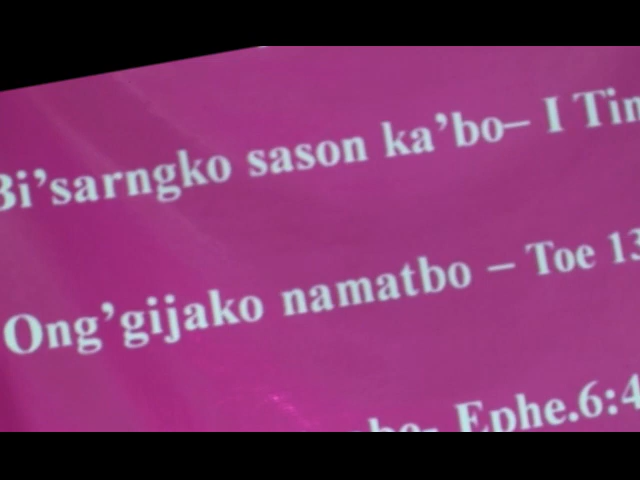 Bi’sarngko sason ka’bo– I Tim
Ong’gijako namatbo – Toe 13
Ephe.6:4